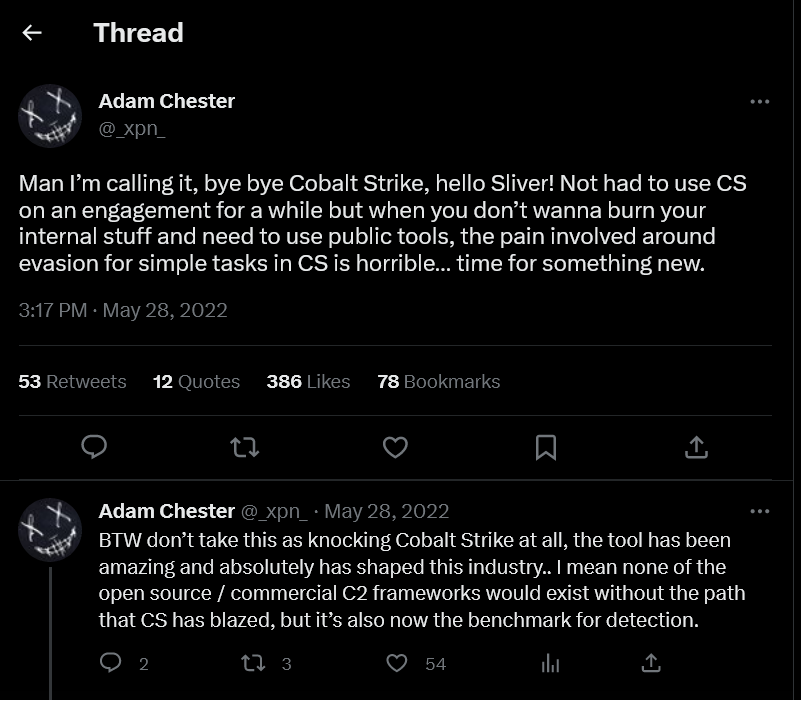 Thread
Adam Chester
@_xpn_
Man I’m calling it, bye bye Cobalt Strike, hello Sliver! Not had to use CS
on an engagement for a while but when you don’t wanna burn your
internal stuff and need to use public tools, the pain involved around
evasion for simple tasks in CS is horrible... time for something new.
3:17 PM · May 28, 2022
53 Retweets 12 Quotes 386 Likes 78 Bookmarks
Adam Chester @_xpn_ · May 28, 2022
BTW don’t take this as knocking Cobalt Strike at all, the tool has been
amazing and absolutely has shaped this industry.. I mean none of the
open source / commercial C2 frameworks would exist without the path
that CS has blazed, but it’s also now the benchmark for detection.
2 3 54